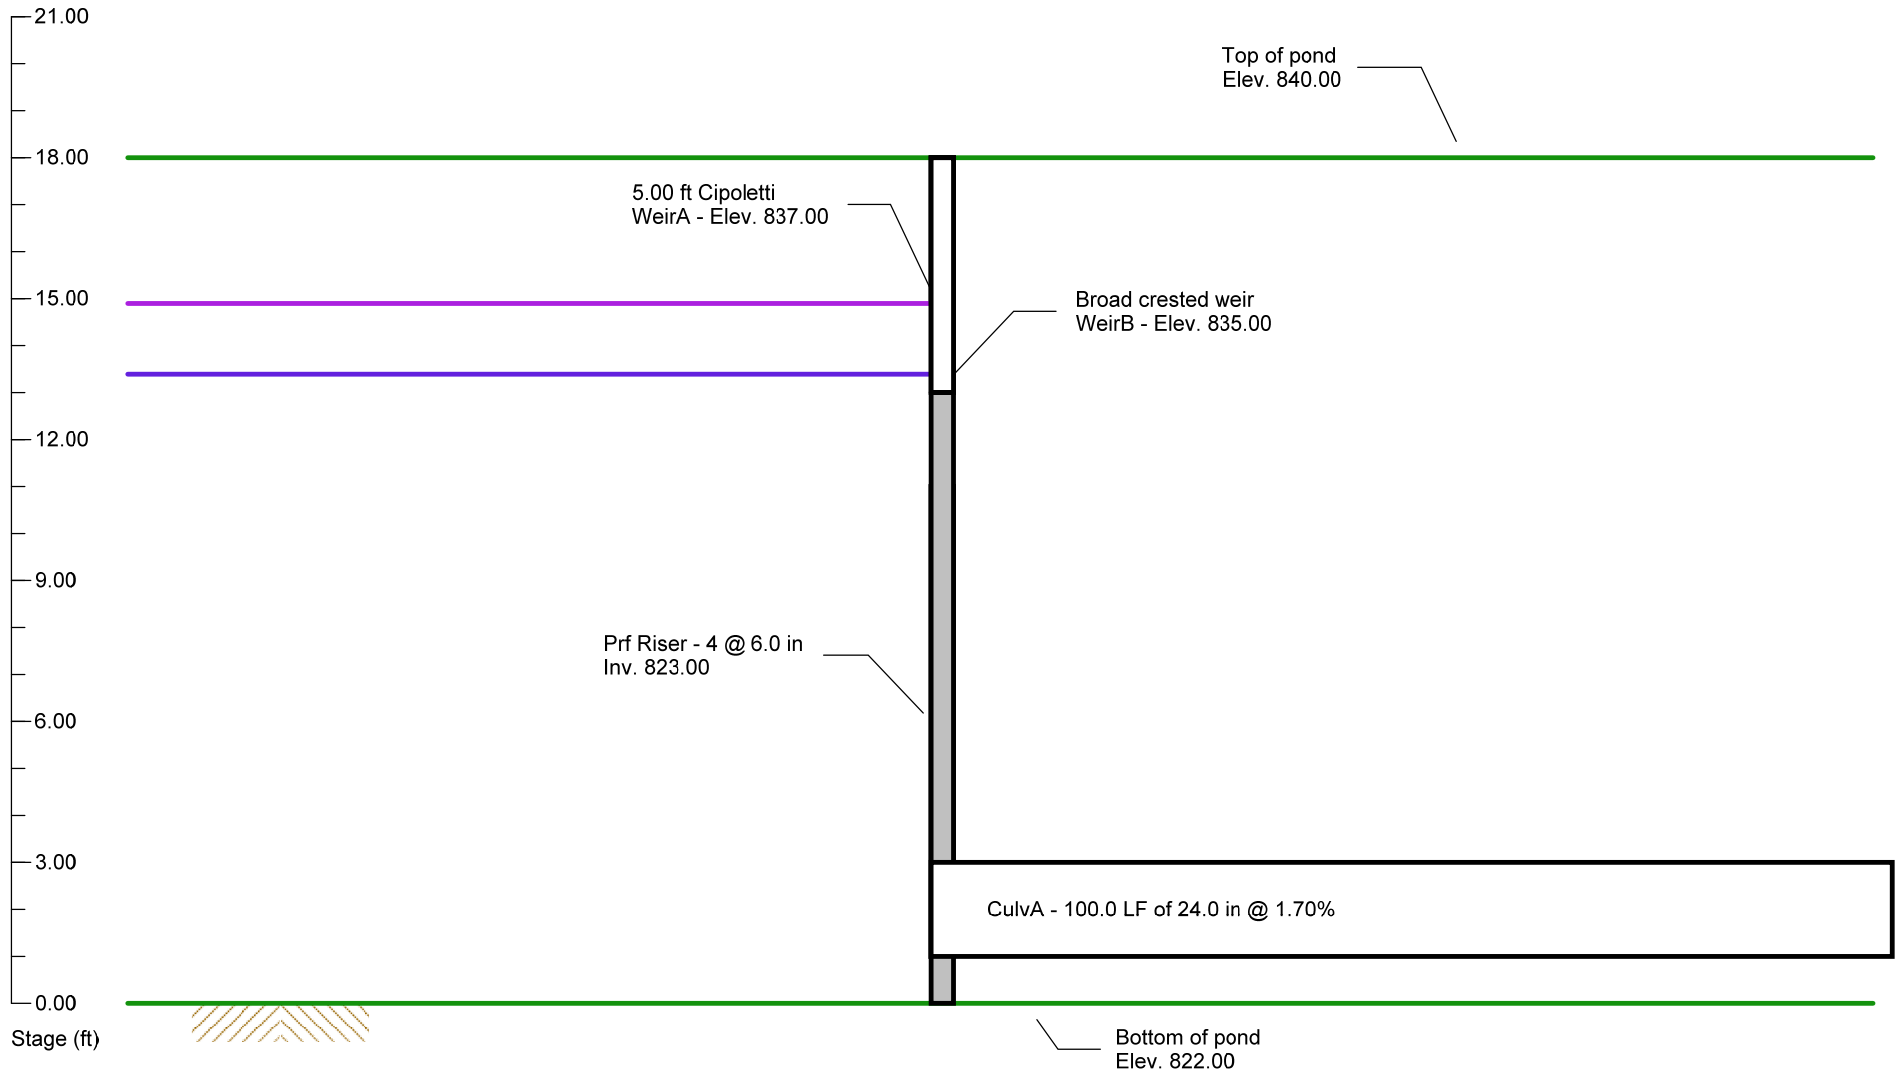 21.00
Top of pond
Elev. 840.00
18.00
5.00 ft Cipoletti
WeirA - Elev. 837.00
15.00
Broad crested weir
WeirB - Elev. 835.00
12.00
9.00
Prf Riser - 4 @ 6.0 in
Inv. 823.00
6.00
3.00
CulvA - 100.0 LF of 24.0 in @ 1.70%
0.00
Stage (ft)
Bottom of pond
Elev. 822.00